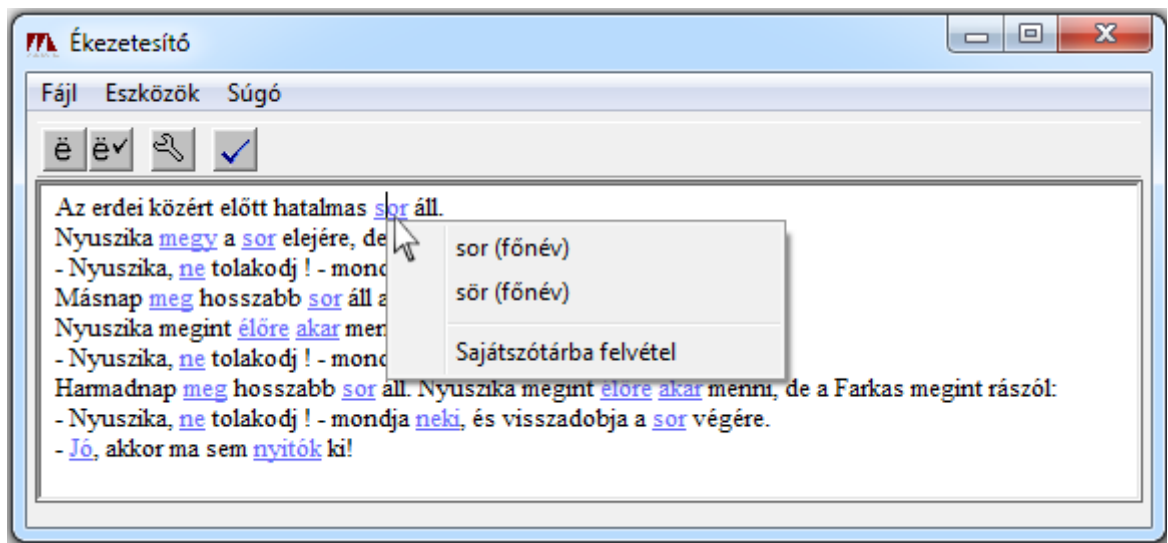 Ékezetesítő
Fájl Eszközök Súgó
ë ë
Az erdei közért előtt hatalmas sor áll.
Nyuszika megy a sor elejére, de
- Nyuszika, ne tolakodj ! - mond
Másnap meg hosszabb sor áll a
Nyuszika megint élőre akar men
- Nyuszika, ne tolakodj ! - mond
Harmadnap meg hosszabb sor áll. Nyuszika megint élőre akar menni, de a Farkas megint rászól:
- Nyuszika, ne tolakodj ! - mondja neki, és visszadobja a sor végére.
- Jó, akkor ma sem nyitók ki!
sor (főnév)
sör (főnév)
Sajátszótárba felvétel